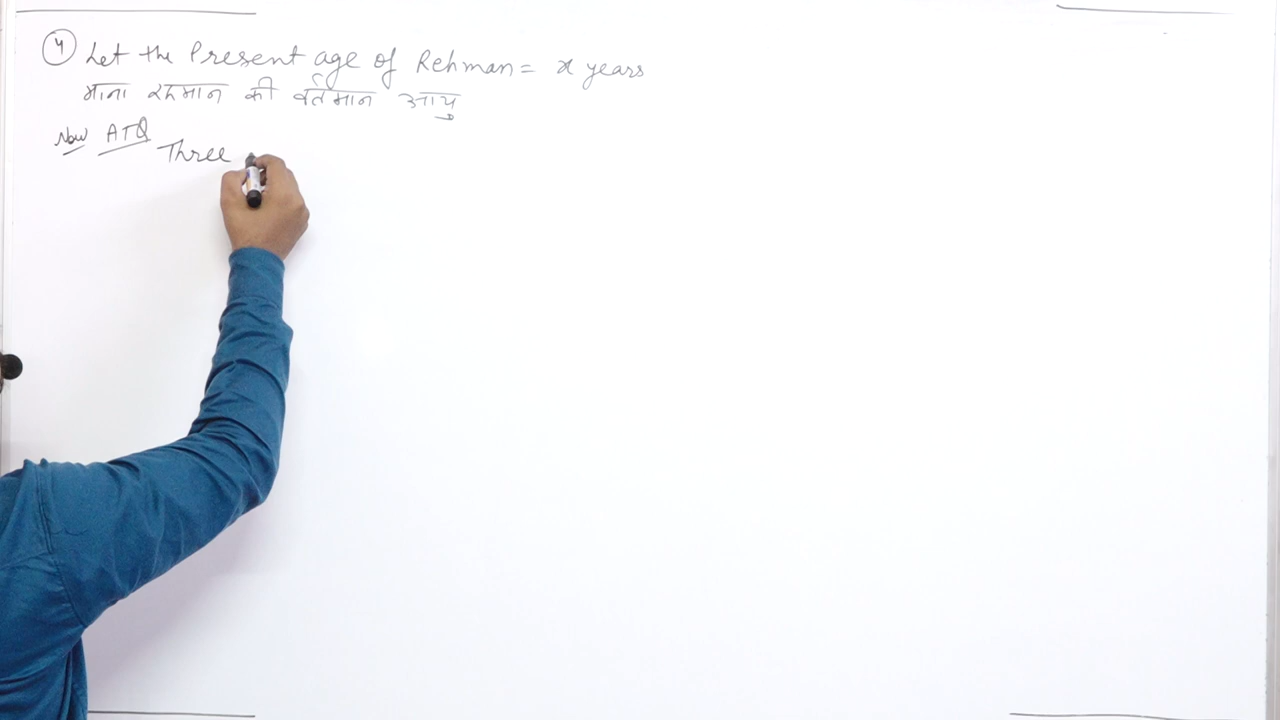 4 Let the Present age of Rehman = x years
माना रहमान की वर्तमान आयु
Now ATQ Three